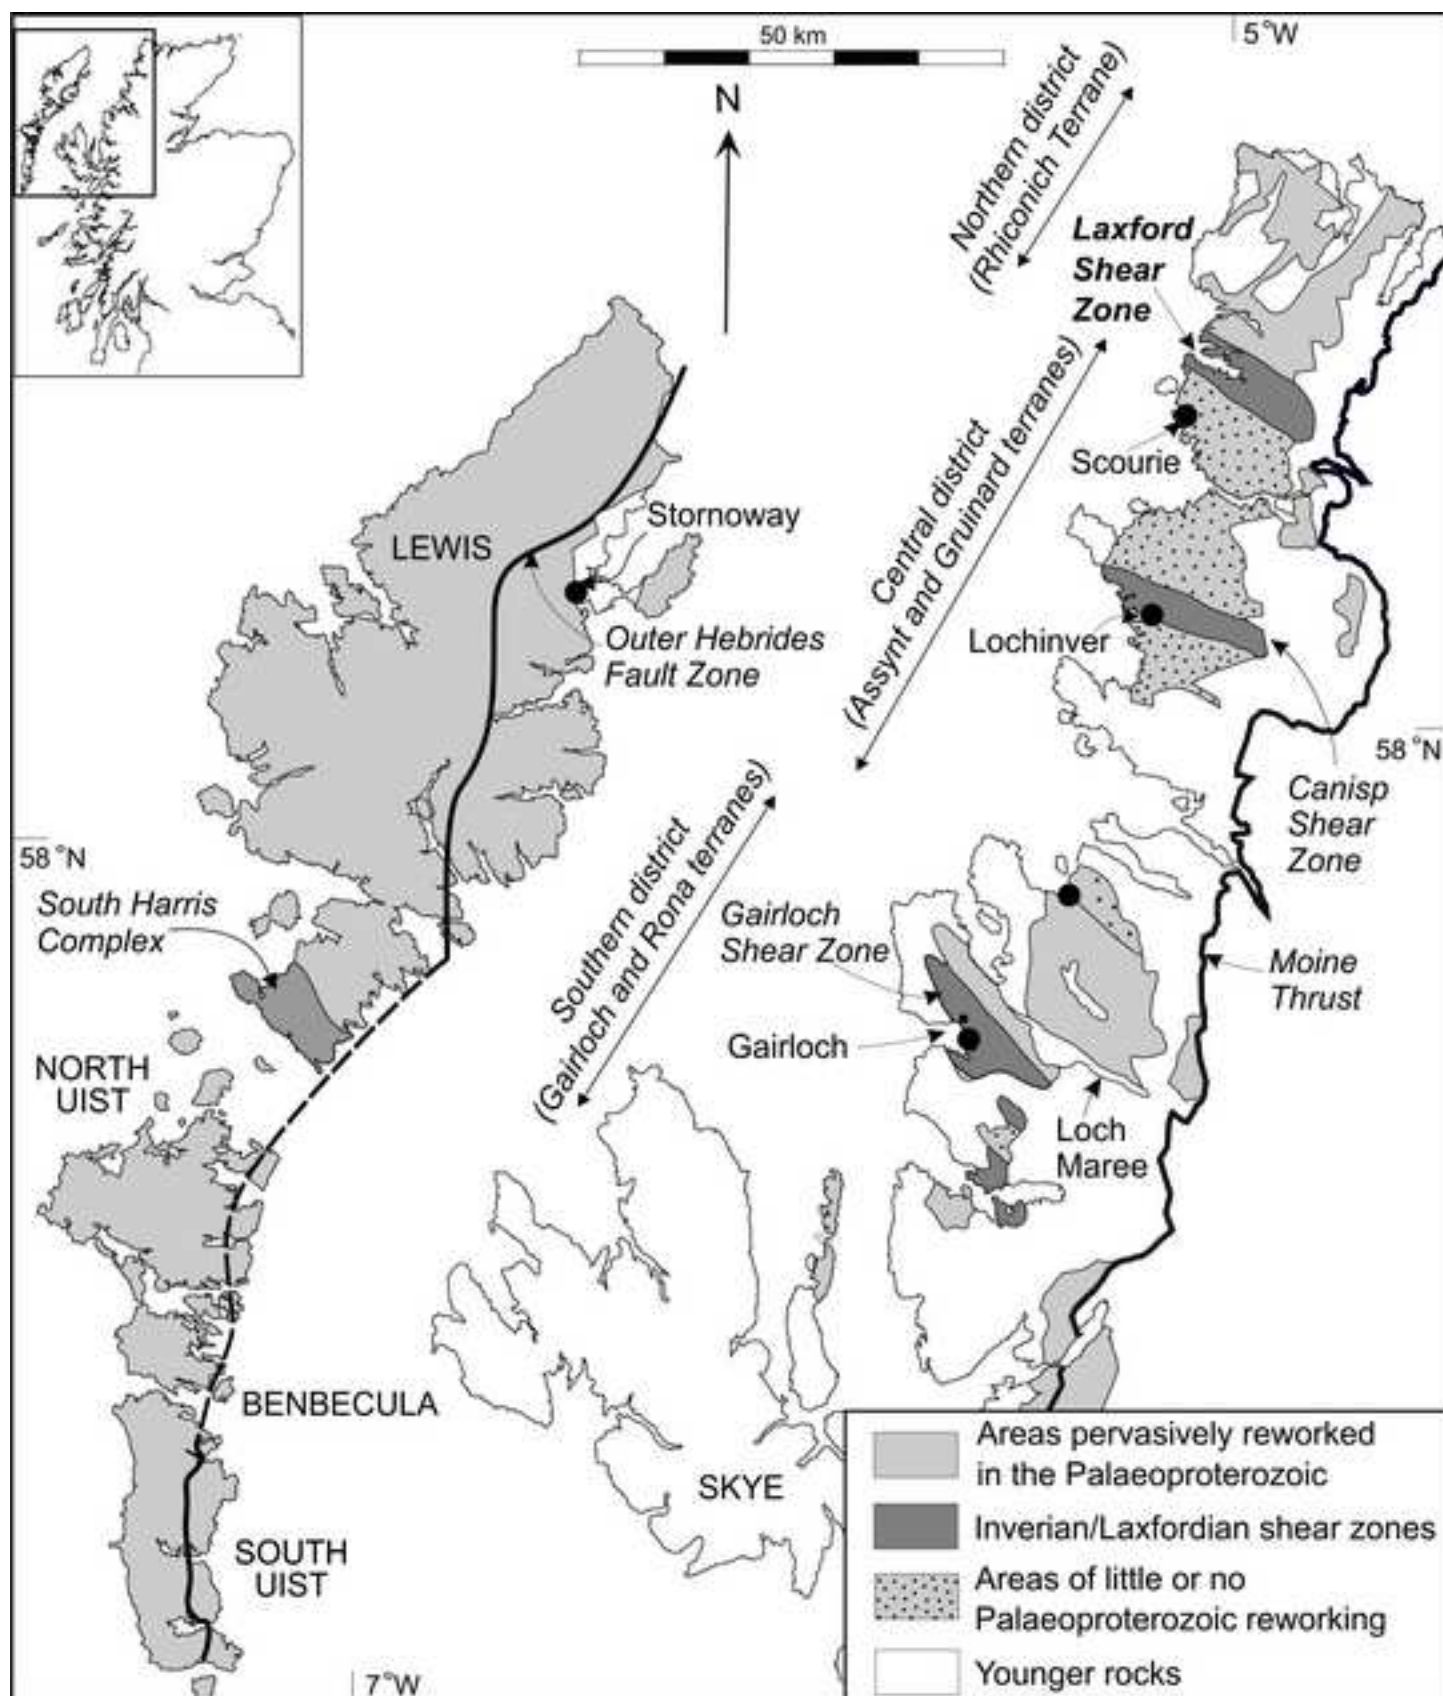 50 km
5°W
N
Northern district
(Rhiconich Terrane)
Laxford
Shear
Zone
Scourie
Central district
(Assynt and Gruinard terranes)
Stornoway
LEWIS
Outer Hebrides
Fault Zone
Lochinver
58°N
Canisp
Shear
Zone
58°N
South Harris
Complex
Southern district
(Gairloch and Rona terranes)
Gairloch
Shear Zone
Moine
Thrust
Gairloch
NORTH
UIST
Loch
Maree
BENBECULA
SKYE
SOUTH
UIST
7°W
Areas pervasively reworked
in the Palaeoproterozoic
Inverian/Laxfordian shear zones
Areas of little or no
Palaeoproterozoic reworking
Younger rocks